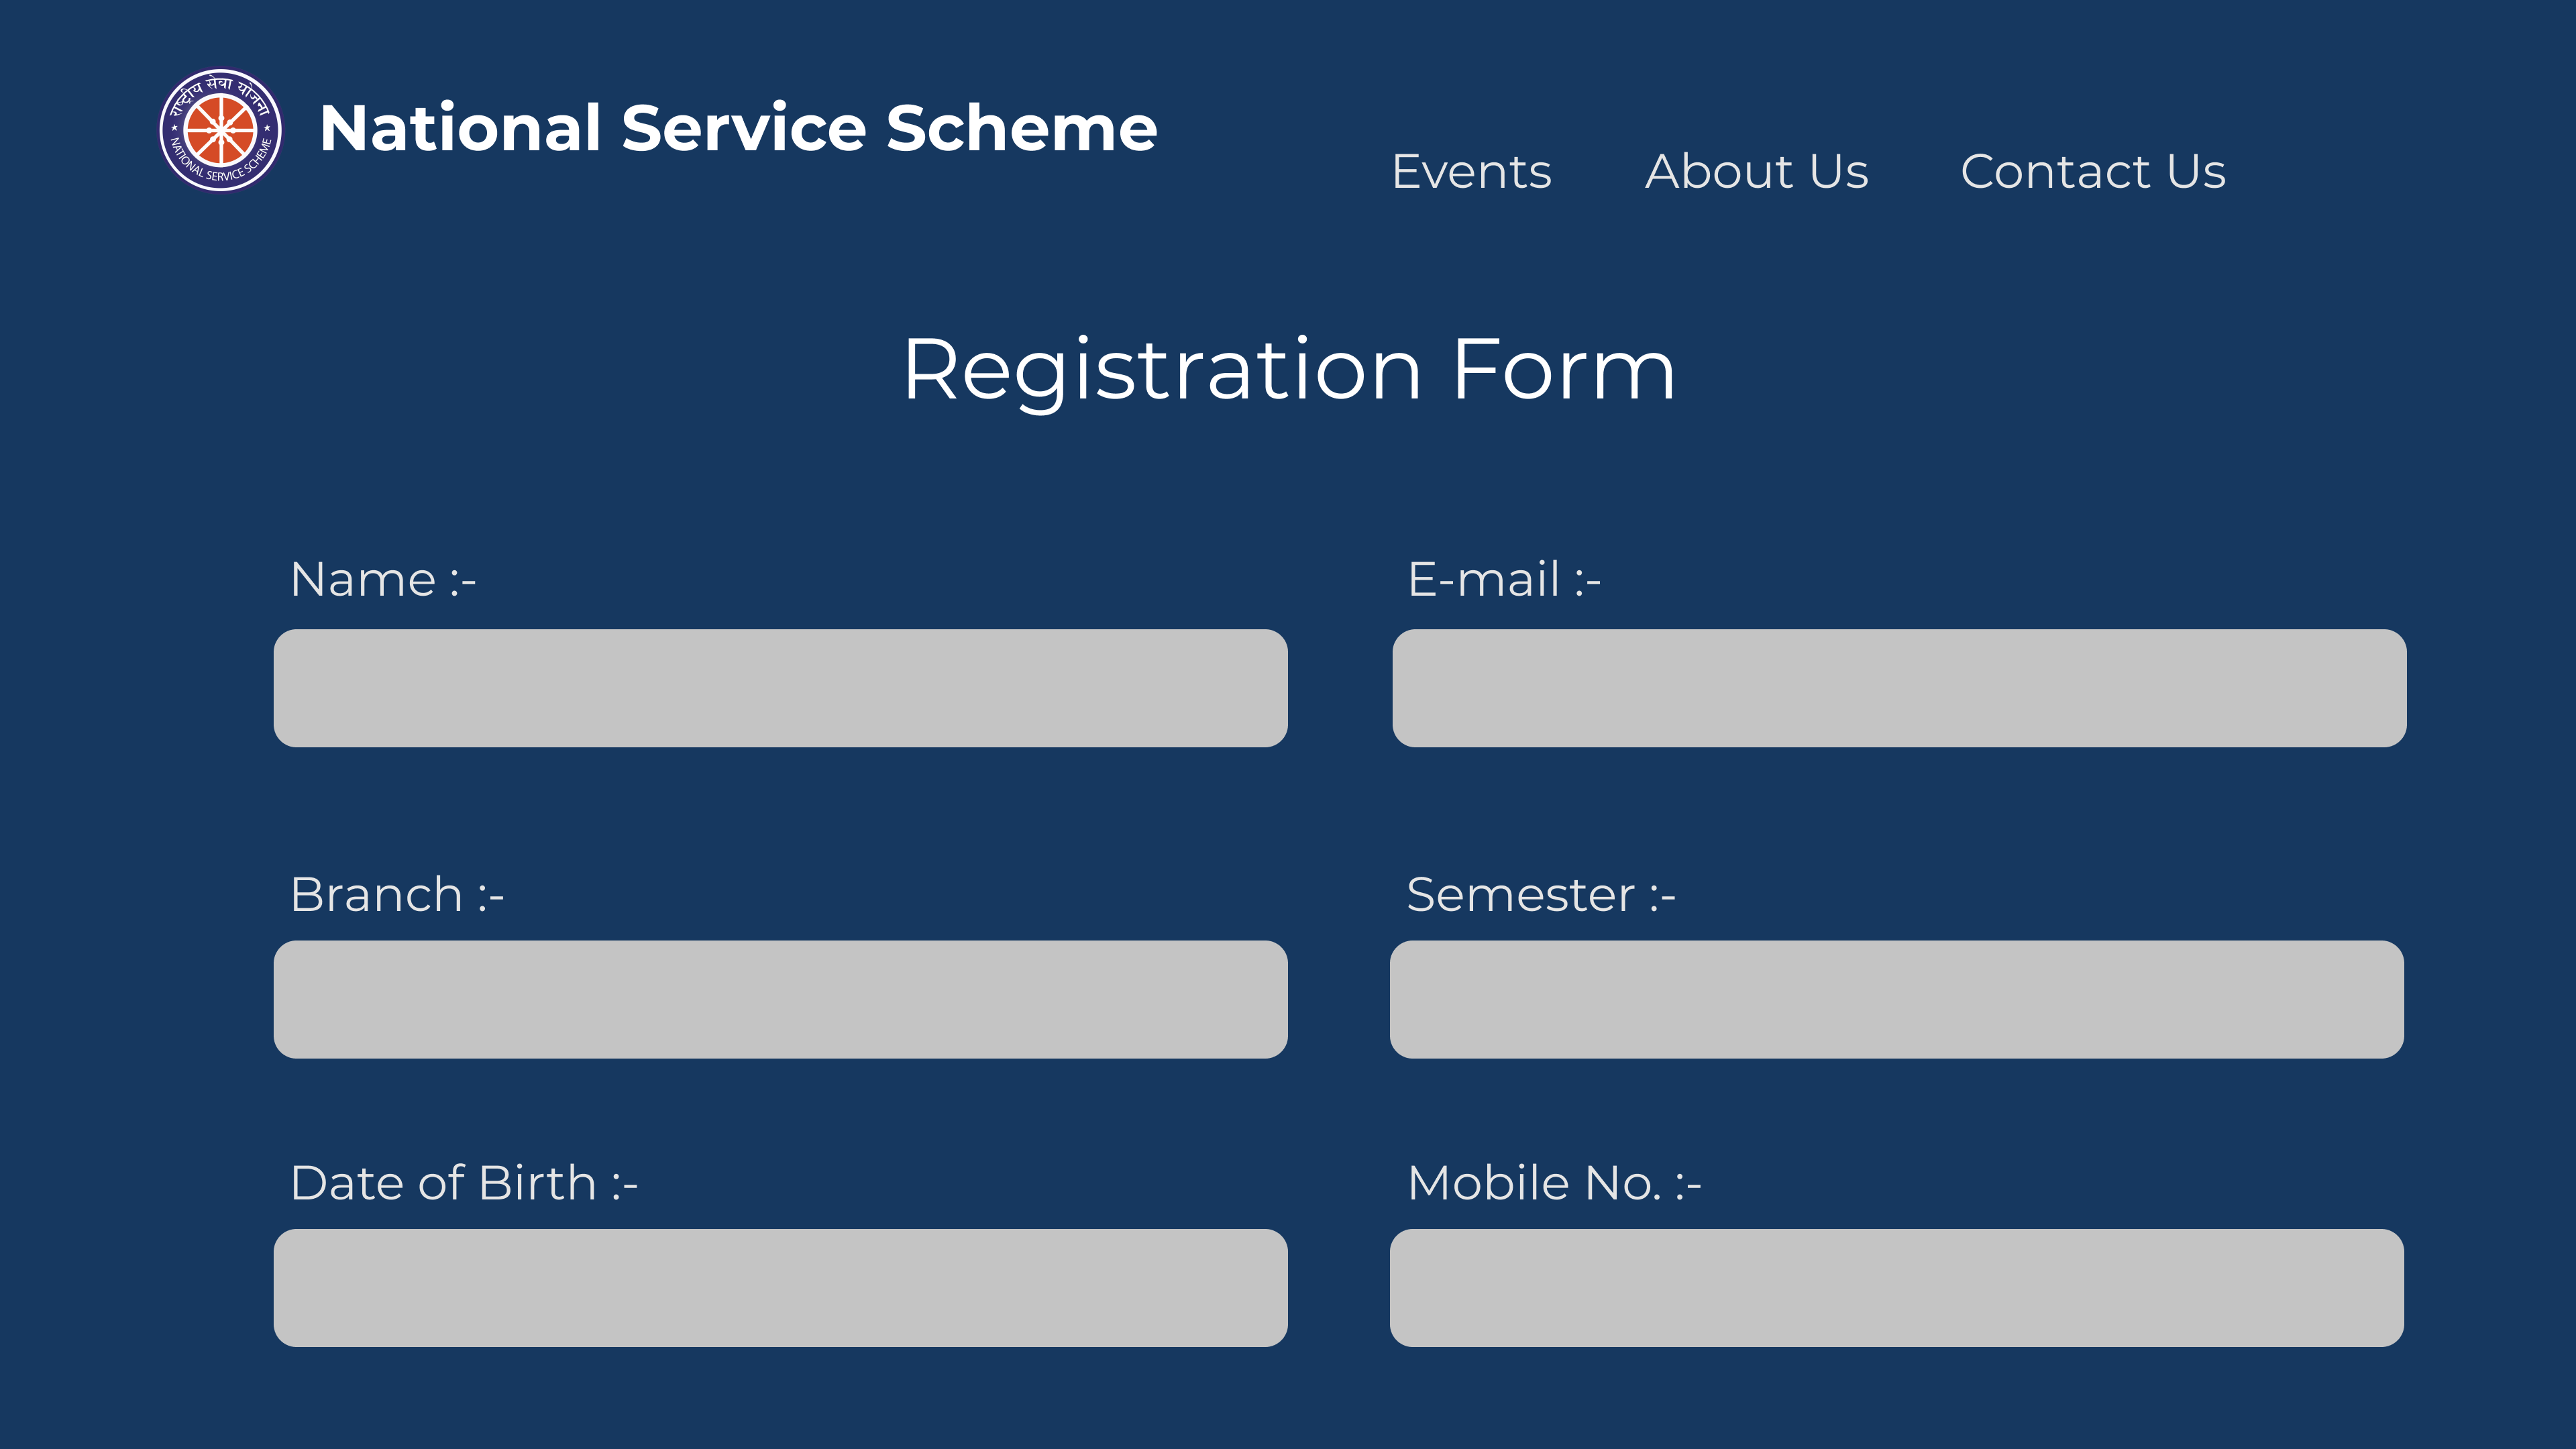 राष्ट्रीय सेवा योजना
NATIONAL SERVICE SCHEME
National Service Scheme
Events About Us Contact Us
Registration Form
Name :- E-mail :-
Branch :- Semester :-
Date of Birth :- Mobile No. :-